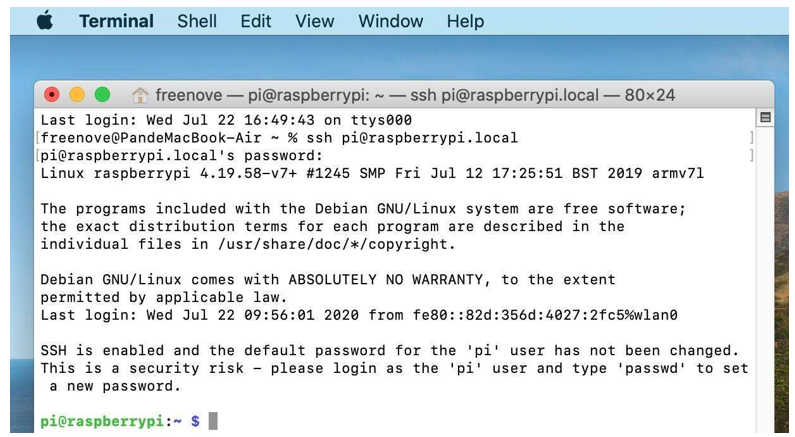 Terminal Shell Edit View Window Help
freenove — pi@raspberrypi: ~ — ssh pi@raspberrypi.local — 80×24
Last login: Wed Jul 22 16:49:43 on ttys000
[freenove@PandeMacBook-Air ~ % ssh pi@raspberrypi.local ]
[pi@raspberrypi.local's password: ]
Linux raspberrypi 4.19.58-v7+ #1245 SMP Fri Jul 12 17:25:51 BST 2019 armv7l
The programs included with the Debian GNU/Linux system are free software;
the exact distribution terms for each program are described in the
individual files in /usr/share/doc/*/copyright.
Debian GNU/Linux comes with ABSOLUTELY NO WARRANTY, to the extent
permitted by applicable law.
Last login: Wed Jul 22 09:56:01 2020 from fe80::82d:356d:4027:2fc5%wlan0
SSH is enabled and the default password for the 'pi' user has not been changed.
This is a security risk - please login as the 'pi' user and type 'passwd' to set
 a new password.
pi@raspberrypi:~ $